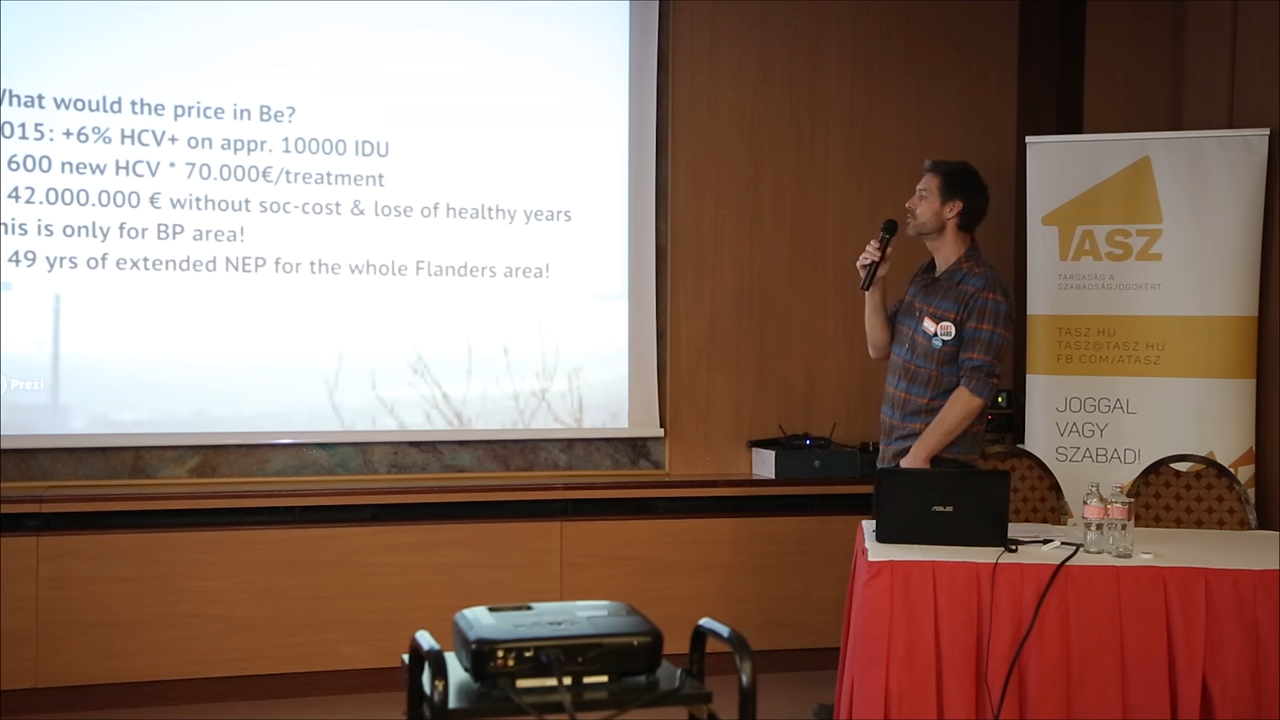 What would the price in Be?
015: +6% HCV+ on appr. 10000 IDU
600 new HCV * 70.000€/treatment
42.000.000 € without soc-cost & lose of healthy years
his is only for BP area!
49 yrs of extended NEP for the whole Flanders area!
Prezi
TASZ
TÁRSASÁG A
SZABADSÁGJOGOKÉRT
TASZ.HU
TASZ@TASZ.HU
FB.COM/ATASZ
JOGGAL
VAGY
SZABAD!
ASUS